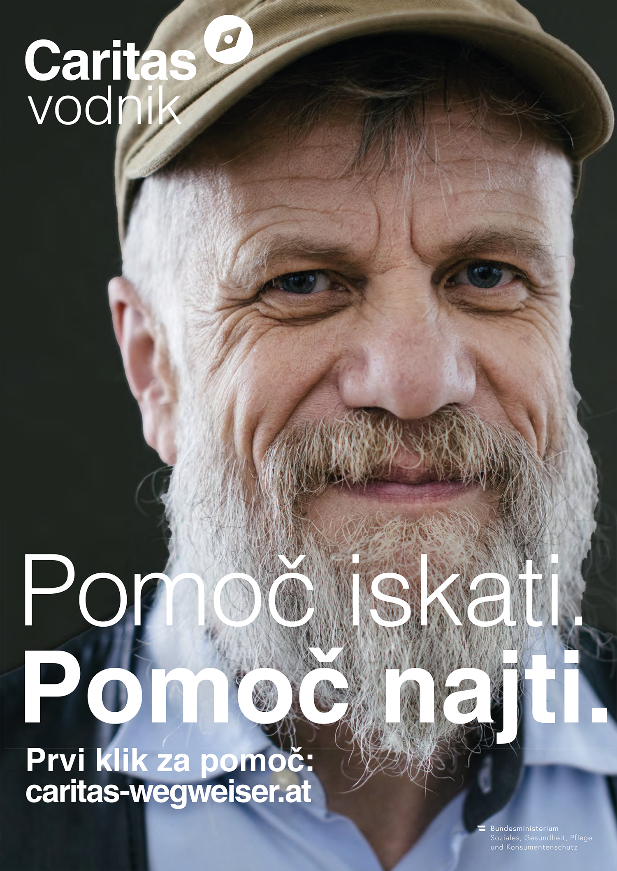 Caritas
vodnik
Pomoč iskati.
Pomoč najti.
Prvi klik za pomoč:
caritas-wegweiser.at
Bundesministerium
Soziales, Gesundheit, Pflege
und Konsumentenschutz